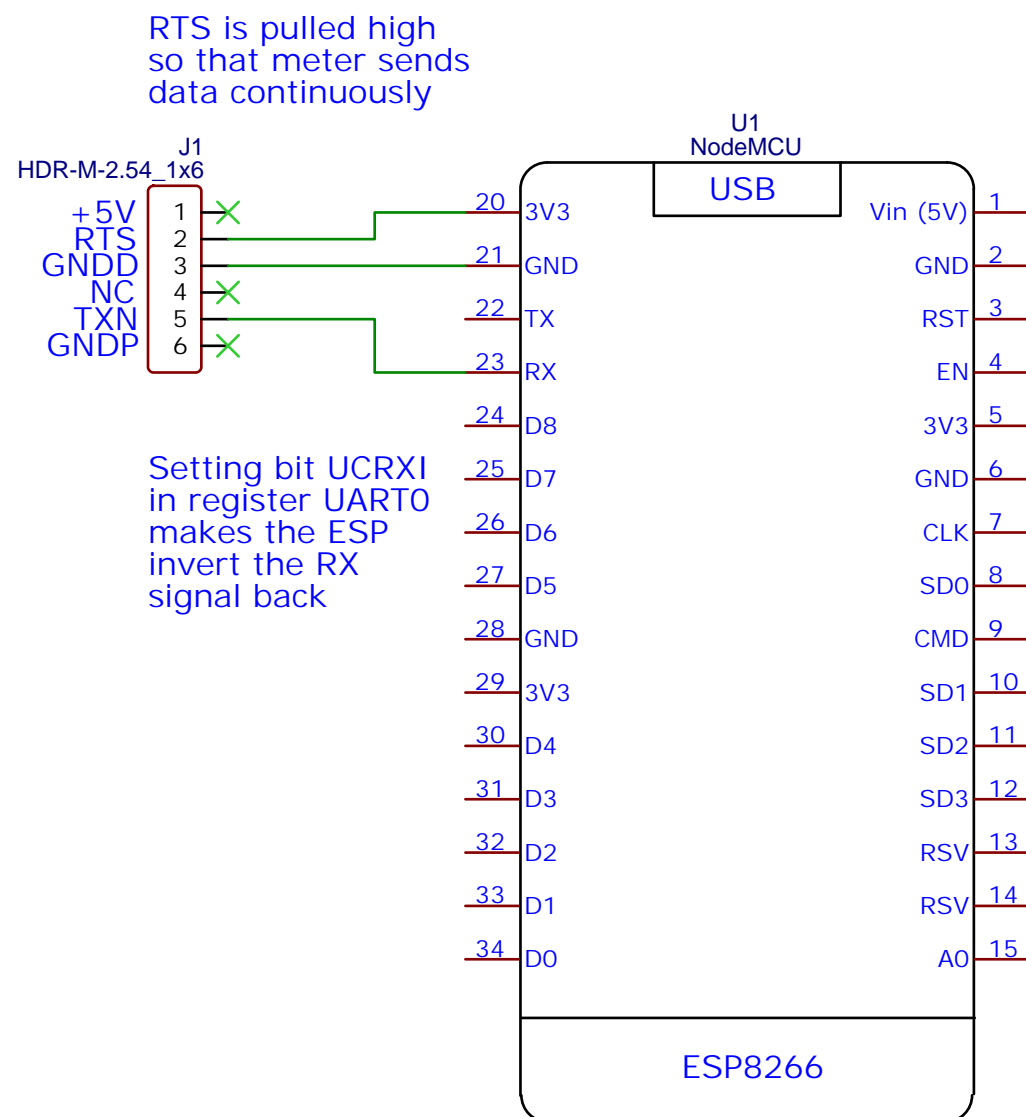 RTS is pulled high
so that meter sends
data continuously
J1
HDR-M-2.54_1x6
+5V 1
RTS 2
GNDD 3
NC 4
TXN 5
GNDP 6
Setting bit UCRXI
in register UART0
makes the ESP
invert the RX
signal back
U1
NodeMCU
USB
20 3V3
21 GND
22 TX
23 RX
24 D8
25 D7
26 D6
27 D5
28 GND
29 3V3
30 D4
31 D3
32 D2
33 D1
34 D0
Vin (5V) 1
GND 2
RST 3
EN 4
3V3 5
GND 6
CLK 7
SD0 8
CMD 9
SD1 10
SD2 11
SD3 12
RSV 13
RSV 14
A0 15
ESP8266